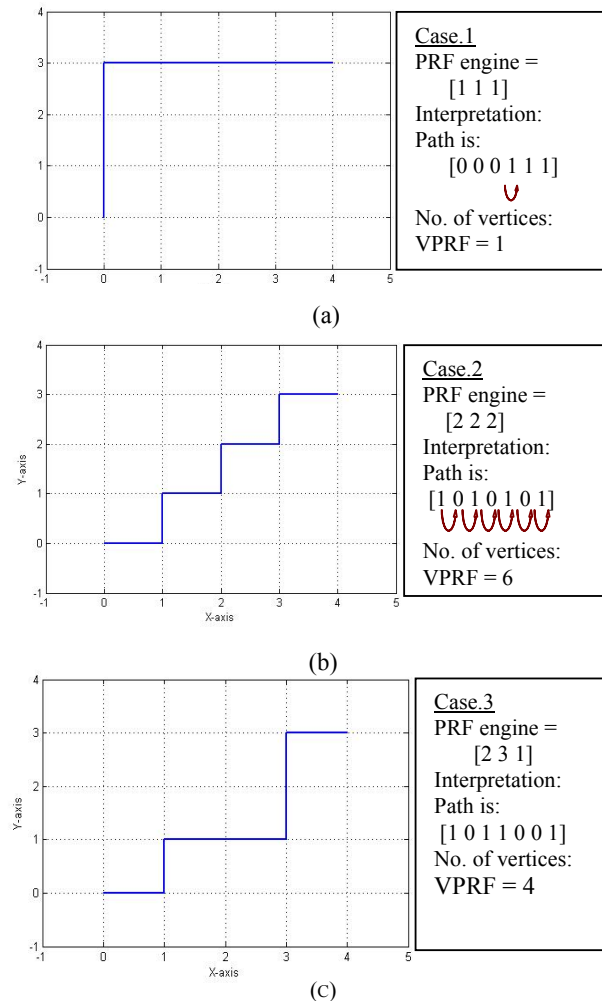 4
3
2
1
0
-1
-1 0 1 2 3 4 5
Case.1
PRF engine =
[1 1 1]
Interpretation:
Path is:
[0 0 0 1 1 1]
No. of vertices:
VPRF = 1
(a)
4
3
2
1
0
-1
Y-axis
-1 0 1 2 3 4 5
X-axis
Case.2
PRF engine =
[2 2 2]
Interpretation:
Path is:
[1 0 1 0 1 0 1]
No. of vertices:
VPRF = 6
(b)
4
3
2
1
0
-1
Y-axis
-1 0 1 2 3 4 5
X-axis
Case.3
PRF engine =
[2 3 1]
Interpretation:
Path is:
[1 0 1 1 0 0 1]
No. of vertices:
VPRF = 4
(C)